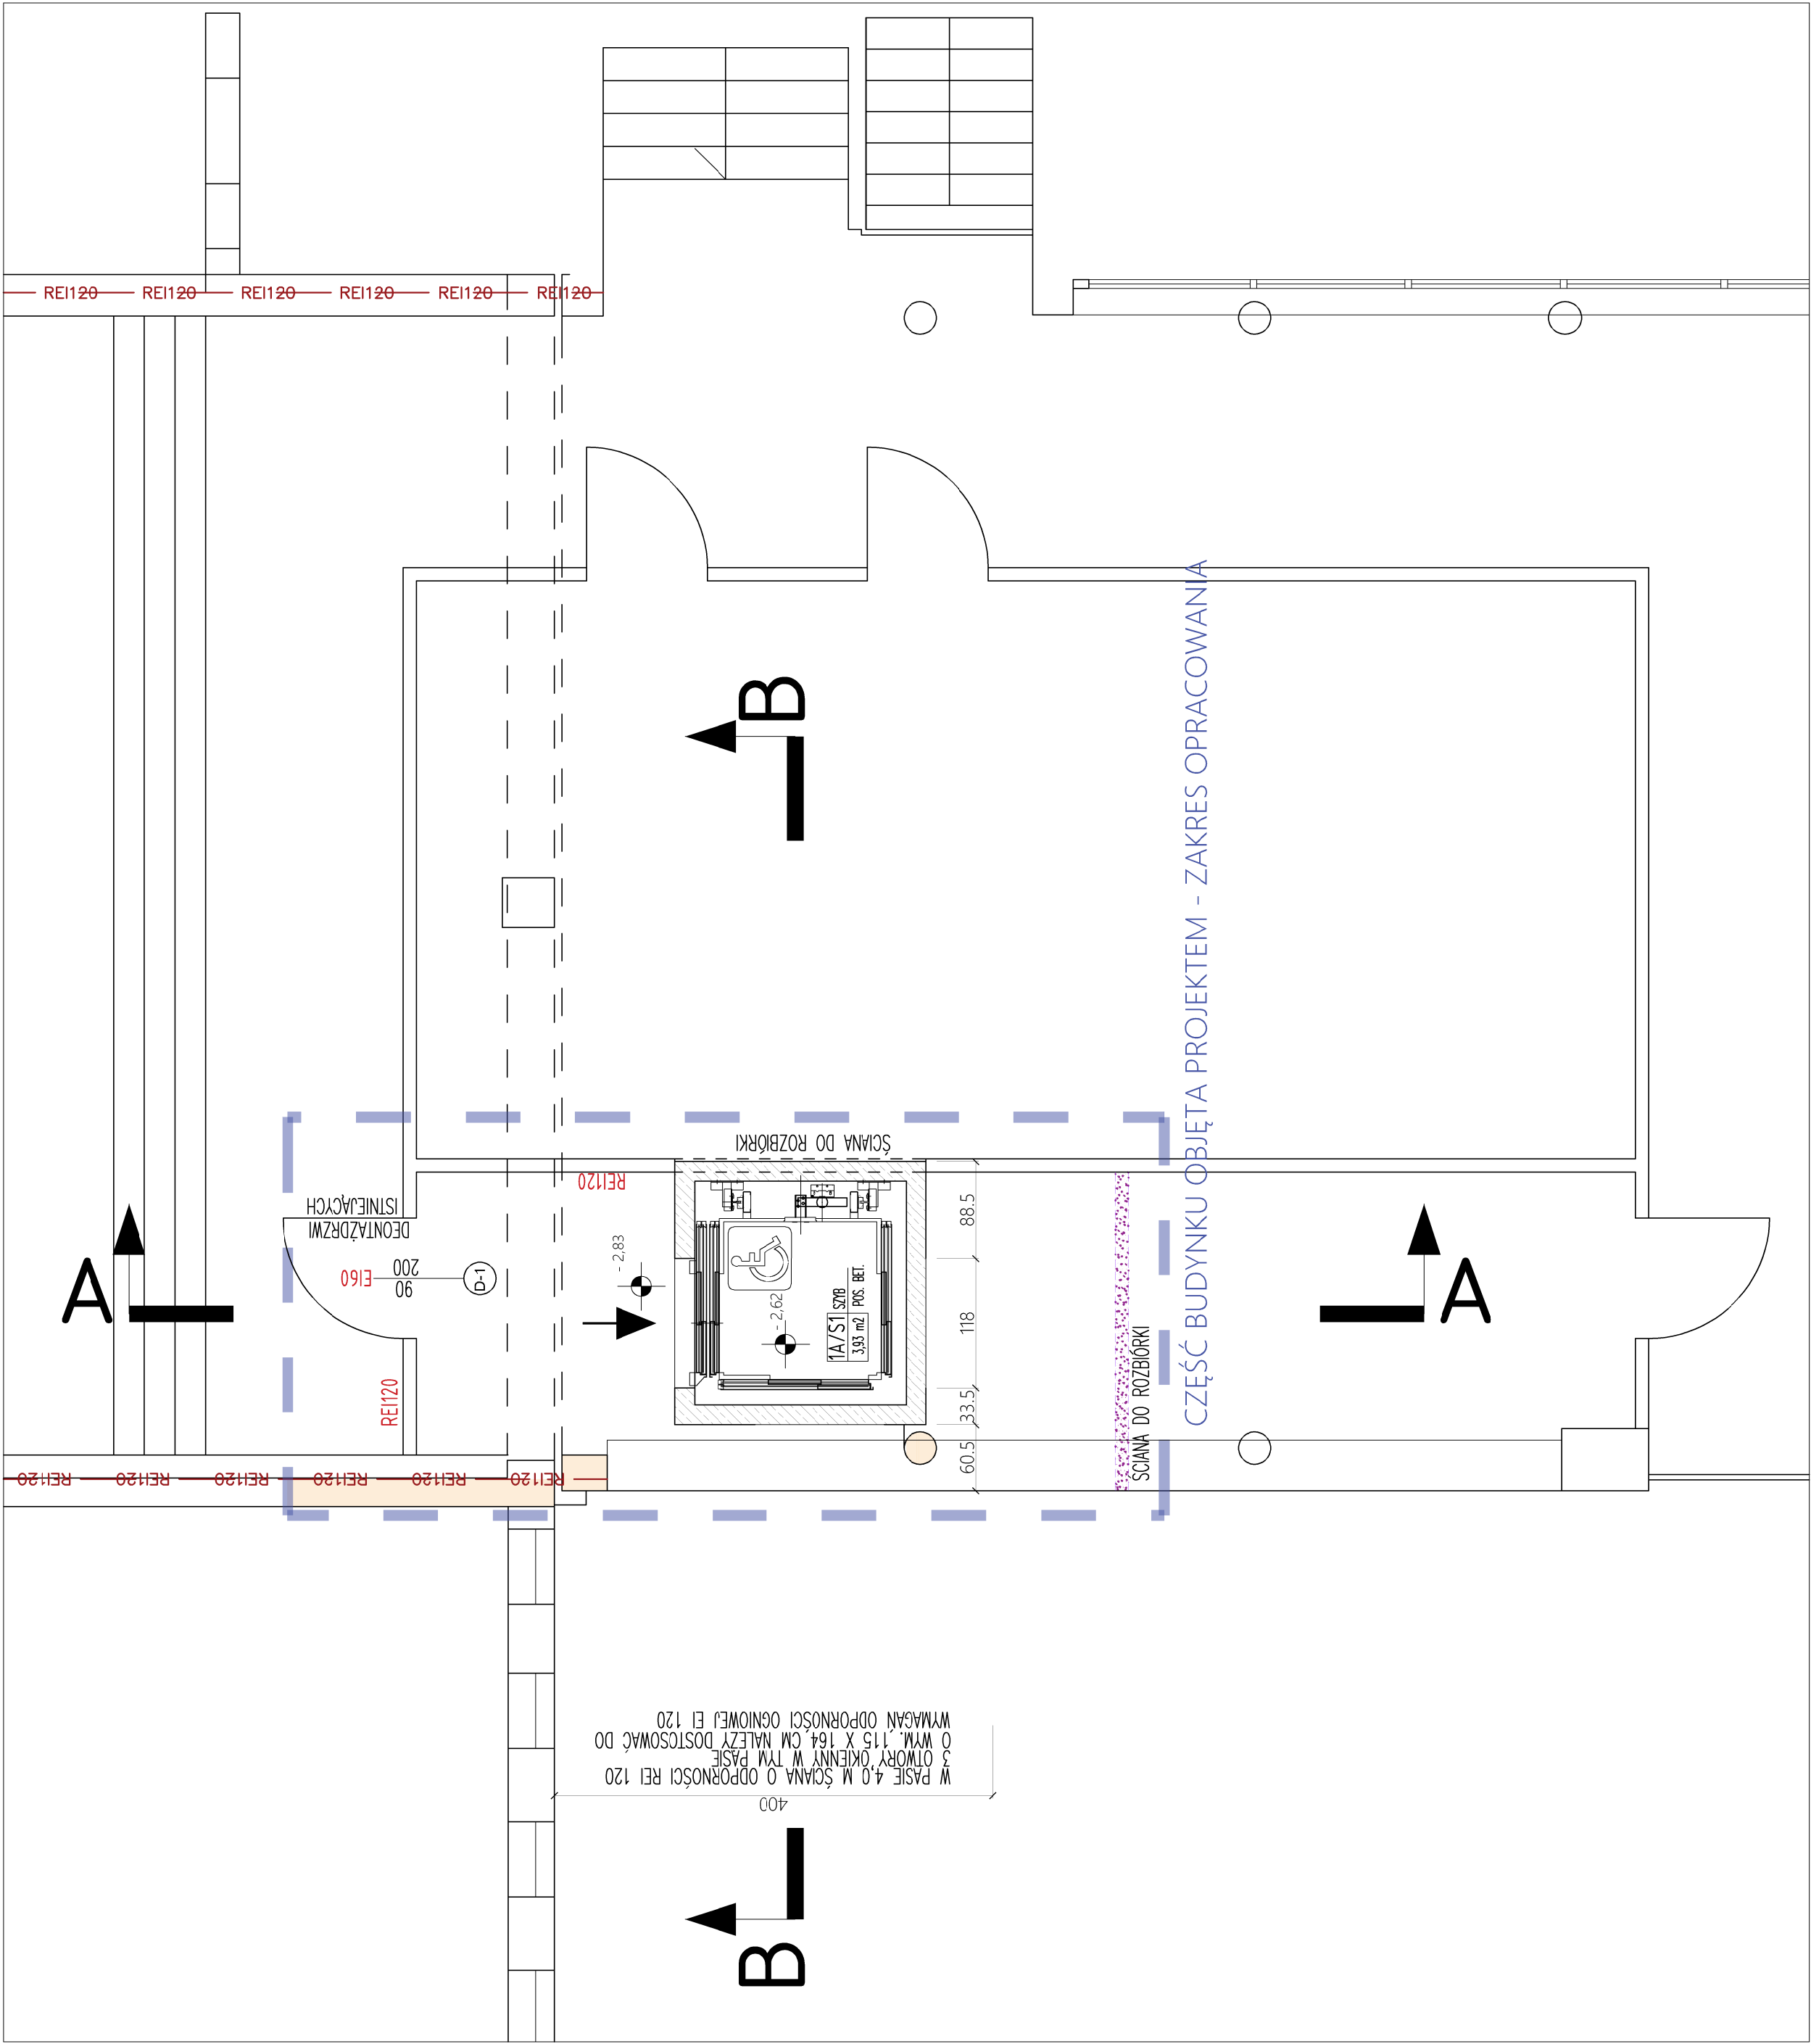 REI120 REI120 REI120 REI120 REI120 REI120
B
CZĘŚĆ BUDYNKU OBJĘTA PROJEKTEM - ZAKRES OPRACOWANIA
ŚCIANA DO ROZBIÓRKI
REI120
DEONTAŻDRZWI
ISTNIEJĄCYCH
A
EI60
90
200
D-1
- 2,83
- 2,62
1A/S1 SZYB
3,93 m2 POS. BET.
88.5
118
33.5
60.5
A
SCIANA DO ROZBIÓRKI
REI120
REI120 REI120 REI120 REI120 REI120 REI120
W PASIE 4,0 M ŚCIANA O ODPORNOŚCI REI 120
3 OTWORY OKIENNY W TYM PASIE
O WYM. 115 X 164 CM NALEŻY DOSTOSOWAĆ DO
WYMAGAŃ ODPORNOŚCI OGNIOWEJ EI 120
400
B